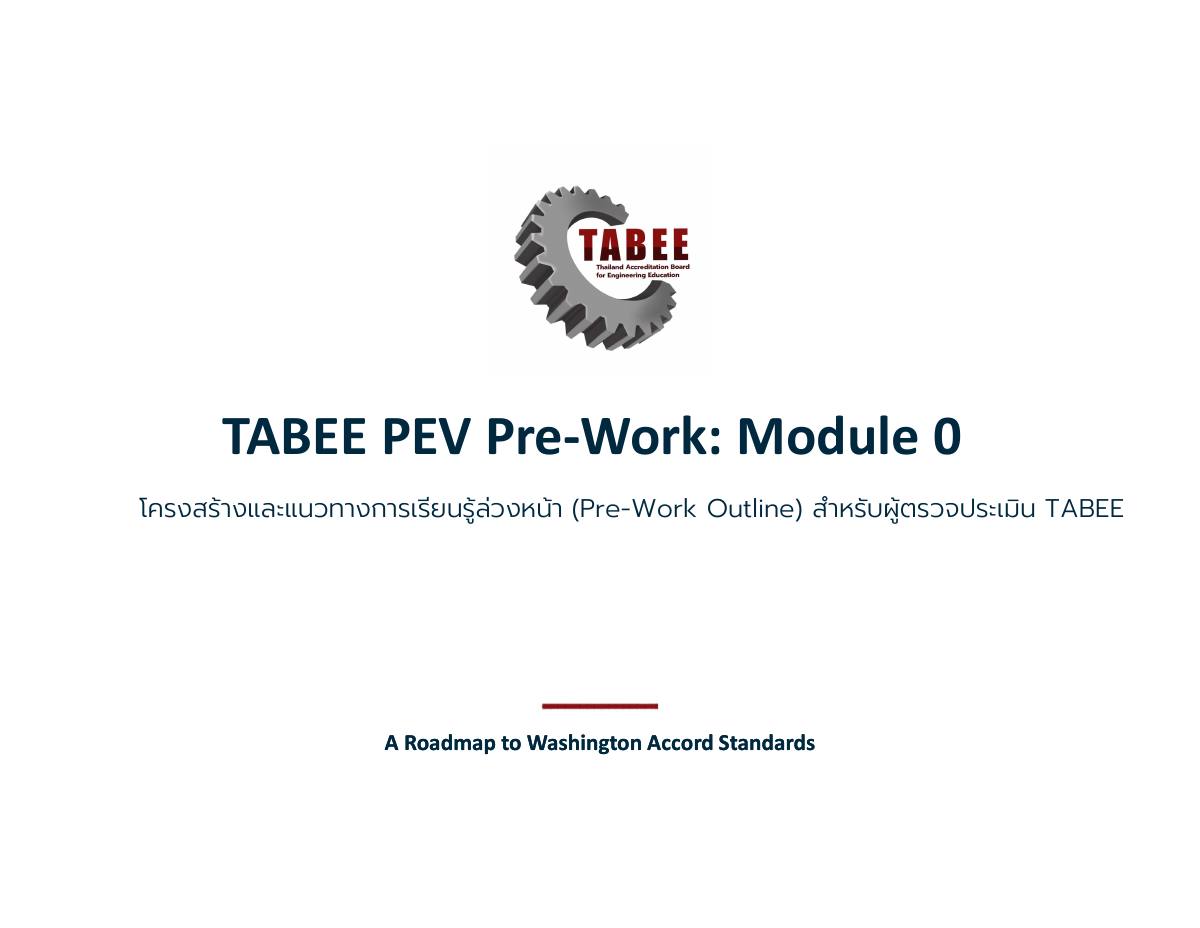 TABEE
Thailand Accreditation Board
for Engineering Education
TABEE PEV Pre-Work: Module 0
โครงสร้างและแนวทางการเรียนรู้ล่วงหน้า (Pre-Work Outline) สำหรับผู้ตรวจประเมิน TABEE
A Roadmap to Washington Accord Standards